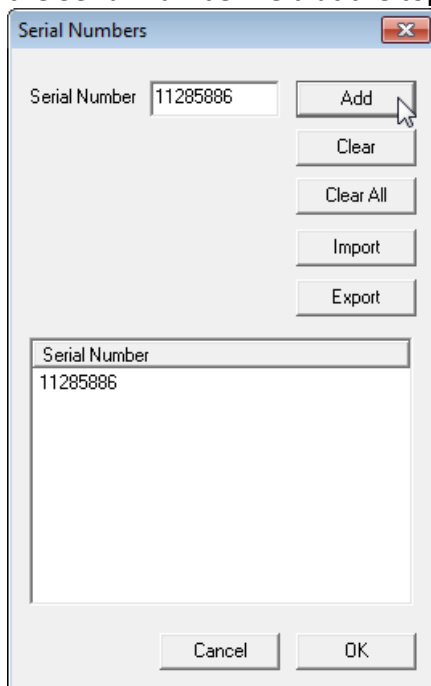 Serial Numbers
Serial Number 11285886 Add
Clear
Clear All
Import
Export
Serial Number
11285886
Cancel OK